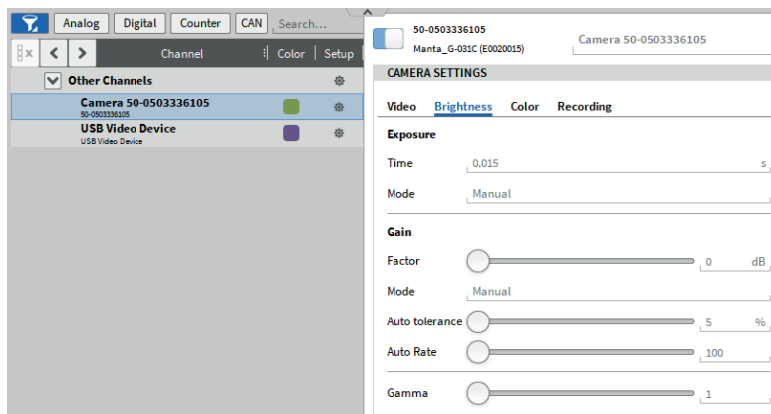 Analog Digital Counter CAN Search...
Channel Color Setup
Other Channels
Camera 50-0503336105
50-0503336105
USB Video Device
USB Video Device
50-0503336105
Manta_G-031C (E0020015)
Camera 50-0503336105
CAMERA SETTINGS
Video Brightness Color Recording
Exposure
Time 0.015 s
Mode Manual
Gain
Factor 0 dB
Mode Manual
Auto tolerance 5 %
Auto Rate 100
Gamma 1